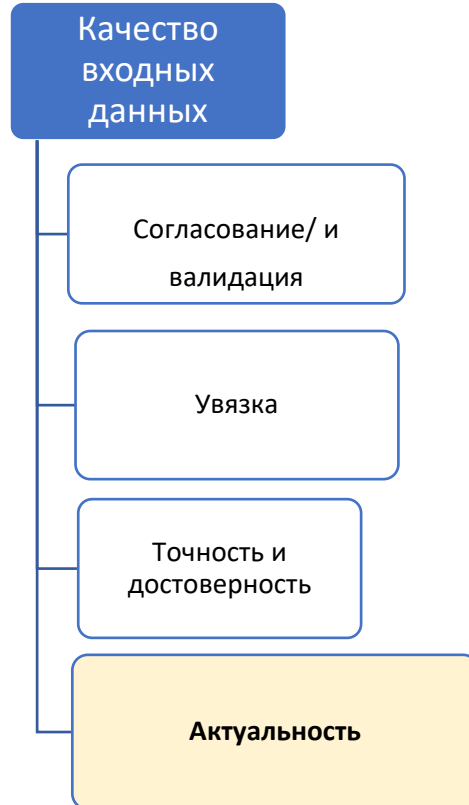 Качество
входных
данных
Согласование/ и
валидация
Увязка
Точность и
достоверность
Актуальность